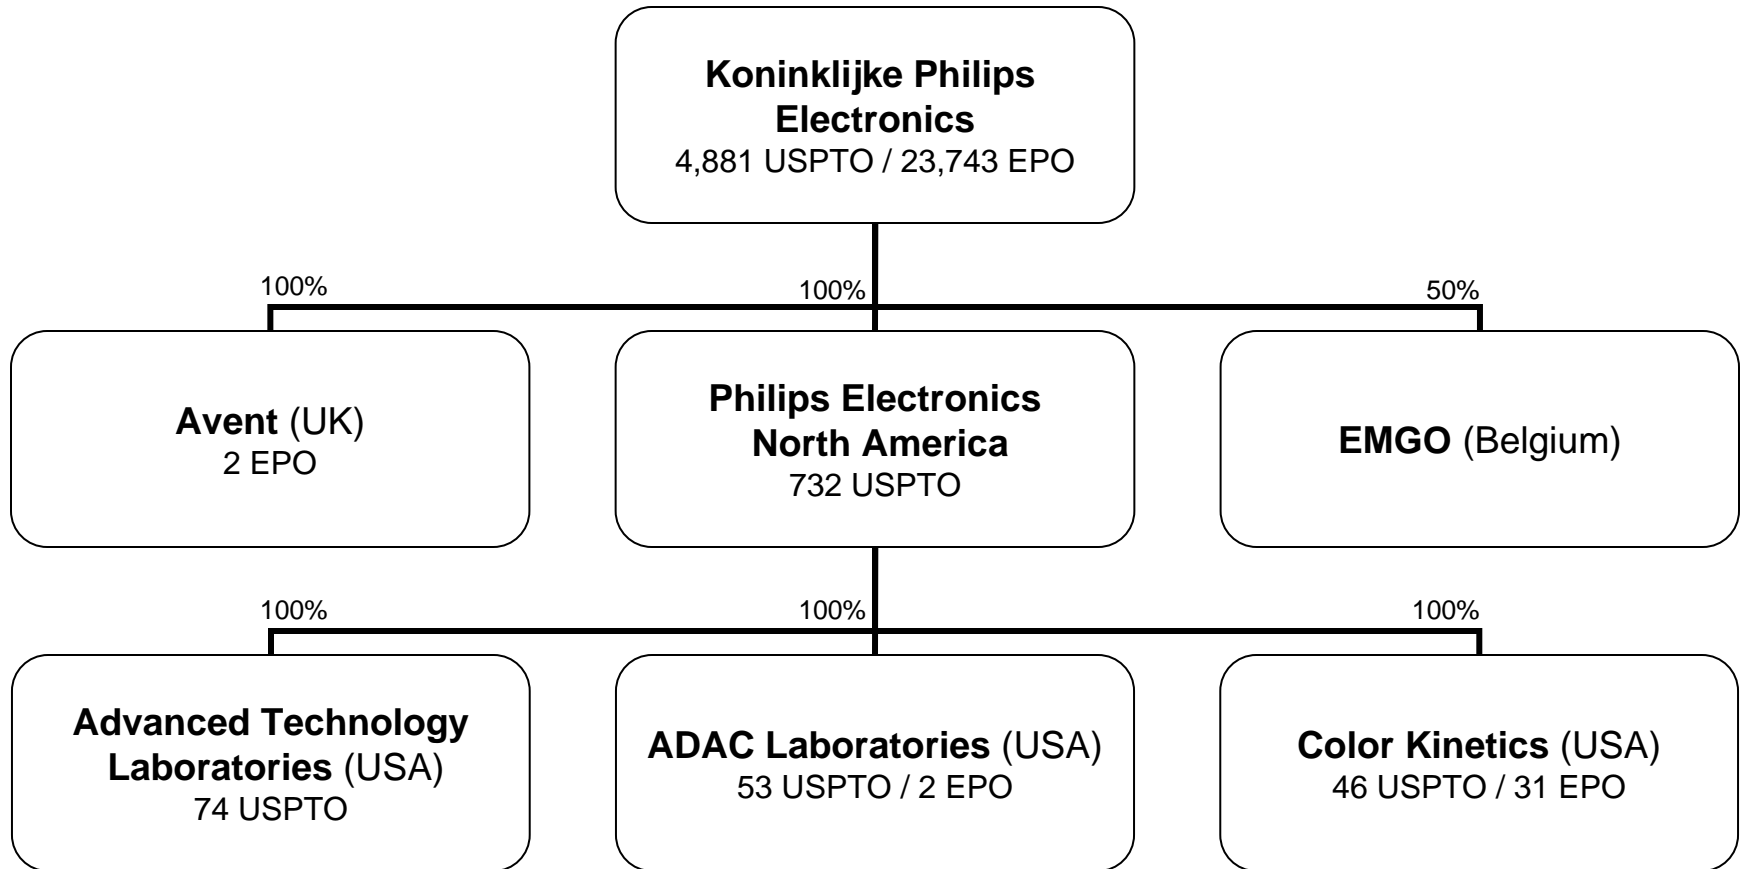 Koninklijke Philips
Electronics
4,881 USPTO / 23,743 EPO
100%
100%
50%
Avent (UK)
2 EPO
Philips Electronics
North America
732 USPTO
EMGO (Belgium)
100%
100%
100%
Advanced Technology
Laboratories (USA)
74 USPTO
ADAC Laboratories (USA)
53 USPTO / 2 EPO
Color Kinetics (USA)
46 USPTO / 31 EPO